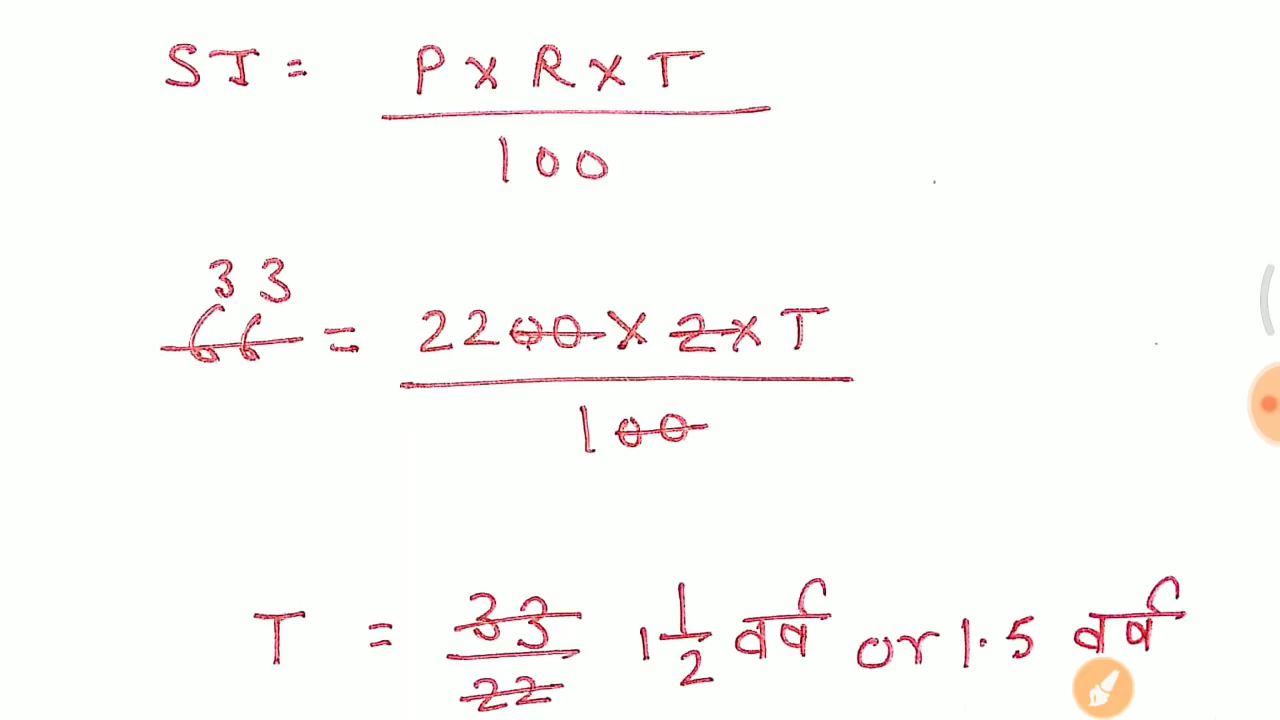 SI = P x R x T
100
33
66 = 2200 x 2 x T
100
T = 33/22 1 1/2 वर्ष or 1.5 वर्ष